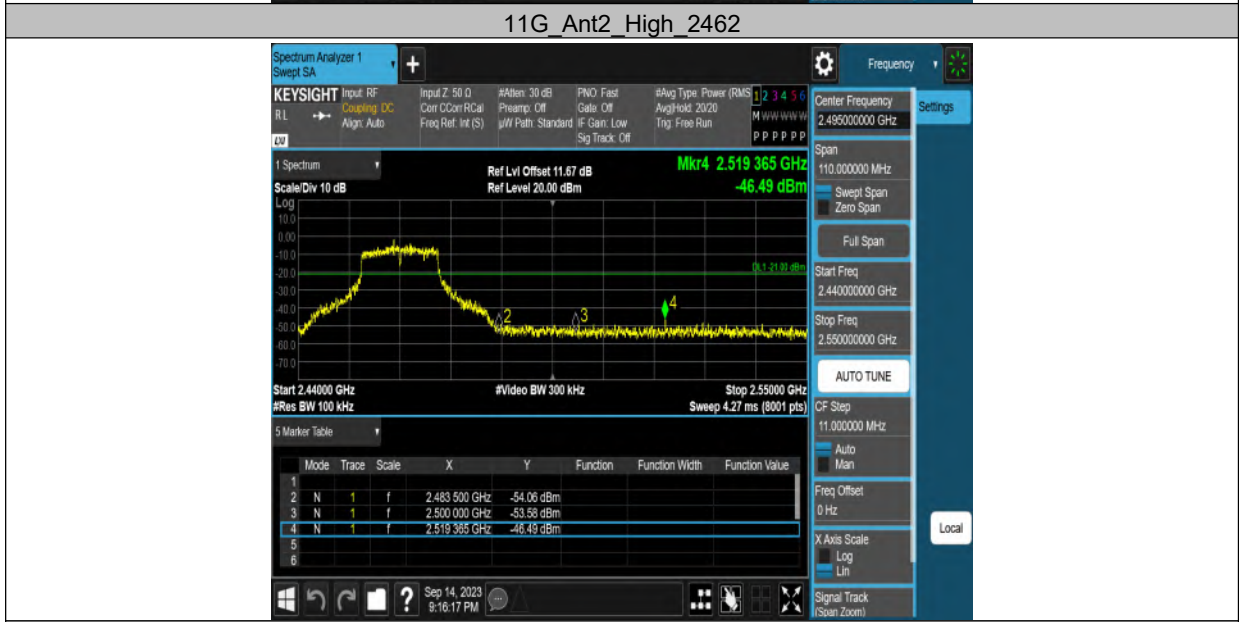 11G_Ant2_High_2462
Spectrum Analyzer 1
Swept SA
+
Frequency
KEYSIGHT
RL
LXI
Input: RF
Coupling: DC
Align: Auto
Input Z: 50 Ω
Corr CCorr RCal
Freq Ref: Int (S)
#Atten: 30 dB
Preamp: Off
µW Path: Standard
PNO: Fast
Gate: Off
IF Gain: Low
Sig Track: Off
#Avg Type: Power (RMS
Avg|Hold: 20/20
Trig: Free Run
1 2 3 4 5 6
M W W W W W
P P P P P P
1 Spectrum
Scale/Div 10 dB
Ref Lvl Offset 11.67 dB
Ref Level 20.00 dBm
Mkr4 2.519 365 GHz
-46.49 dBm
Log
10.0
0.00
-10.0
-20.0
-30.0
-40.0
-50.0
-60.0
-70.0
DL1 -21.00 dBm
2
3
4
Start 2.44000 GHz
#Res BW 100 kHz
#Video BW 300 kHz
Stop 2.55000 GHz
Sweep 4.27 ms (8001 pts)
5 Marker Table
Mode Trace Scale X Y Function Function Width Function Value
1
2 N 1 f 2.483 500 GHz -54.06 dBm
3 N 1 f 2.500 000 GHz -53.58 dBm
4 N 1 f 2.519 365 GHz -46.49 dBm
5
6
?
Sep 14, 2023
9:16:17 PM
Center Frequency
2.495000000 GHz
Settings
Span
110.000000 MHz
Swept Span
Zero Span
Full Span
Start Freq
2.440000000 GHz
Stop Freq
2.550000000 GHz
AUTO TUNE
CF Step
11.000000 MHz
Auto
Man
Freq Offset
0 Hz
X Axis Scale
Log
Lin
Signal Track
(Span Zoom)
Local